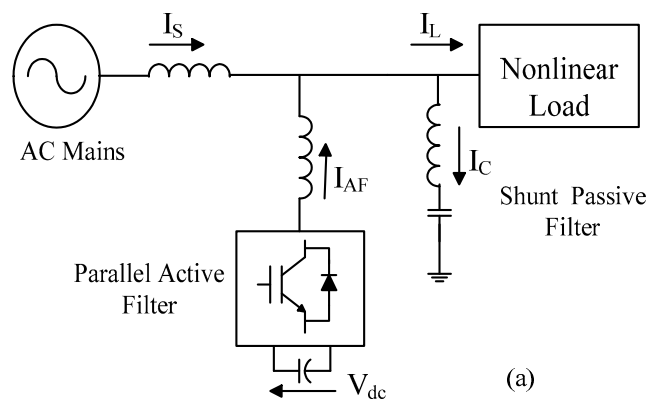 I_S
I_L
Nonlinear
Load
AC Mains
I_AF
I_C
Shunt Passive
Filter
Parallel Active
Filter
V_dc
(a)